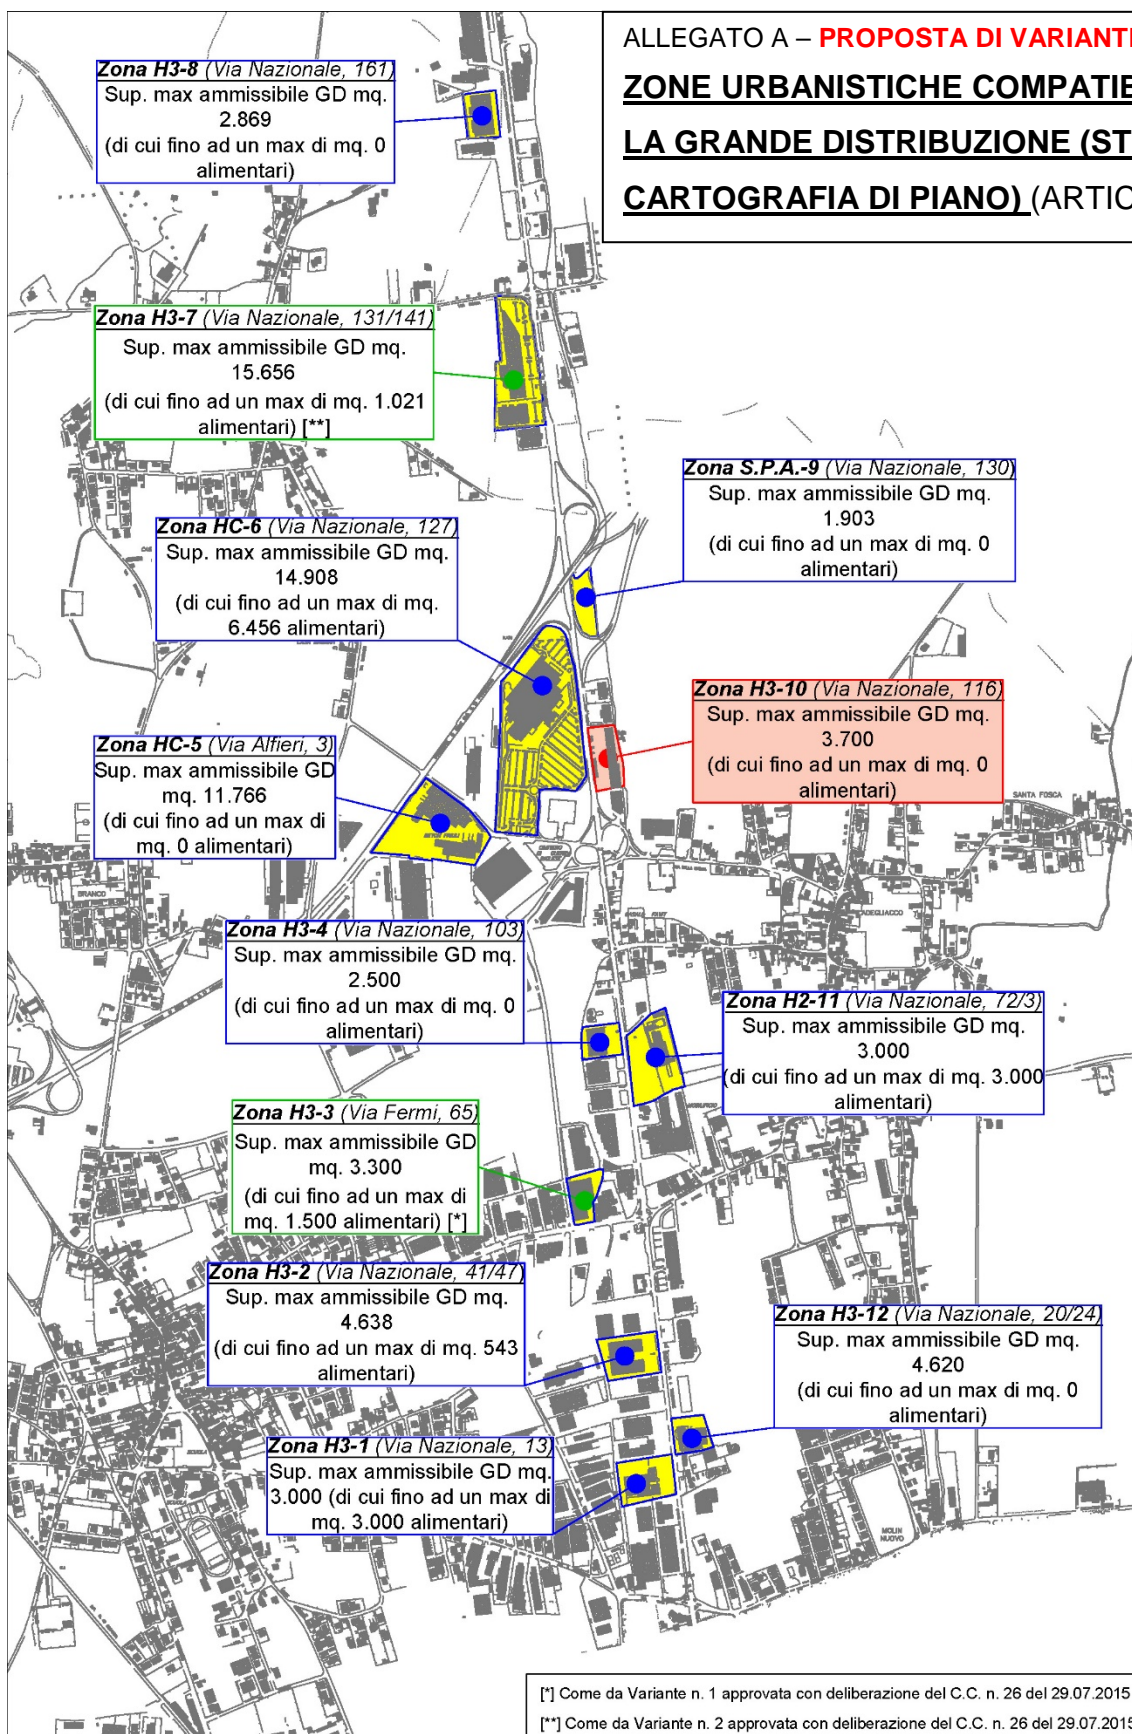 ALLEGATO A – PROPOSTA DI VARIANT
ZONE URBANISTICHE COMPATIB
LA GRANDE DISTRIBUZIONE (ST
CARTOGRAFIA DI PIANO) (ARTIC
Zona H3-8 (Via Nazionale, 161)
Sup. max ammissibile GD mq.
2.869
(di cui fino ad un max di mq. 0
alimentari)
Zona H3-7 (Via Nazionale, 131/141)
Sup. max ammissibile GD mq.
15.656
(di cui fino ad un max di mq. 1.021
alimentari) [**]
Zona S.P.A.-9 (Via Nazionale, 130)
Sup. max ammissibile GD mq.
1.903
(di cui fino ad un max di mq. 0
alimentari)
Zona HC-6 (Via Nazionale, 127)
Sup. max ammissibile GD mq.
14.908
(di cui fino ad un max di mq.
6.456 alimentari)
Zona H3-10 (Via Nazionale, 116)
Sup. max ammissibile GD mq.
3.700
(di cui fino ad un max di mq. 0
alimentari)
Zona HC-5 (Via Alfieri, 3)
Sup. max ammissibile GD
mq. 11.766
(di cui fino ad un max di
mq. 0 alimentari)
SANTA FOSCA
BRANCO
ADEGLIACCO
Zona H3-4 (Via Nazionale, 103)
Sup. max ammissibile GD mq.
2.500
(di cui fino ad un max di mq. 0
alimentari)
Zona H2-11 (Via Nazionale, 72/3)
Sup. max ammissibile GD mq.
3.000
(di cui fino ad un max di mq. 3.000
alimentari)
Zona H3-3 (Via Fermi, 65)
Sup. max ammissibile GD
mq. 3.300
(di cui fino ad un max di
mq. 1.500 alimentari) [*]
Zona H3-2 (Via Nazionale, 41/47)
Sup. max ammissibile GD mq.
4.638
(di cui fino ad un max di mq. 543
alimentari)
Zona H3-12 (Via Nazionale, 20/24)
Sup. max ammissibile GD mq.
4.620
(di cui fino ad un max di mq. 0
alimentari)
Zona H3-1 (Via Nazionale, 13)
Sup. max ammissibile GD mq.
3.000 (di cui fino ad un max di
mq. 3.000 alimentari)
MOLIN
NUOVO
[*] Come da Variante n. 1 approvata con deliberazione del C.C. n. 26 del 29.07.2015
[**] Come da Variante n. 2 approvata con deliberazione del C.C. n. 26 del 29.07.2015